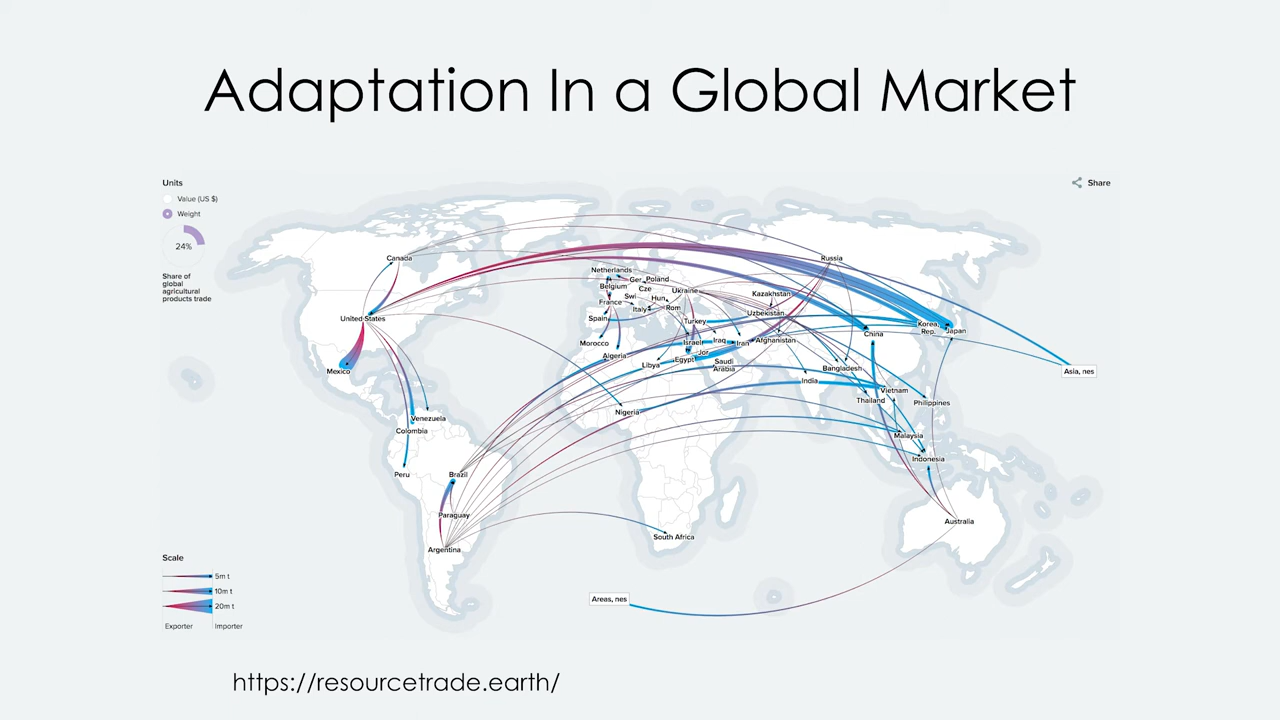 Adaptation In a Global Market
Units
Value (US $)
Weight
24%
Share of
global
agricultural
products trade
Share
Canada
United States
Mexico
Venezuela
Colombia
Peru
Brazil
Paraguay
Argentina
Netherlands
Belgium
Ger
Poland
Cze
France
Swi
Hun
Ukraine
Italy
Rom
Spain
Russia
Kazakhstan
Uzbekistan
Turkey
Morocco
Algeria
Libya
Israel
Iraq
Iran
Afghanistan
Egypt
Jor
Saudi
Arabia
Nigeria
South Africa
India
Bangladesh
China
Korea,
Rep.
Japan
Asia, nes
Vietnam
Thailand
Philippines
Malaysia
Indonesia
Australia
Areas, nes
Scale
5m t
10m t
20m t
Exporter
Importer
https://resourcetrade.earth/